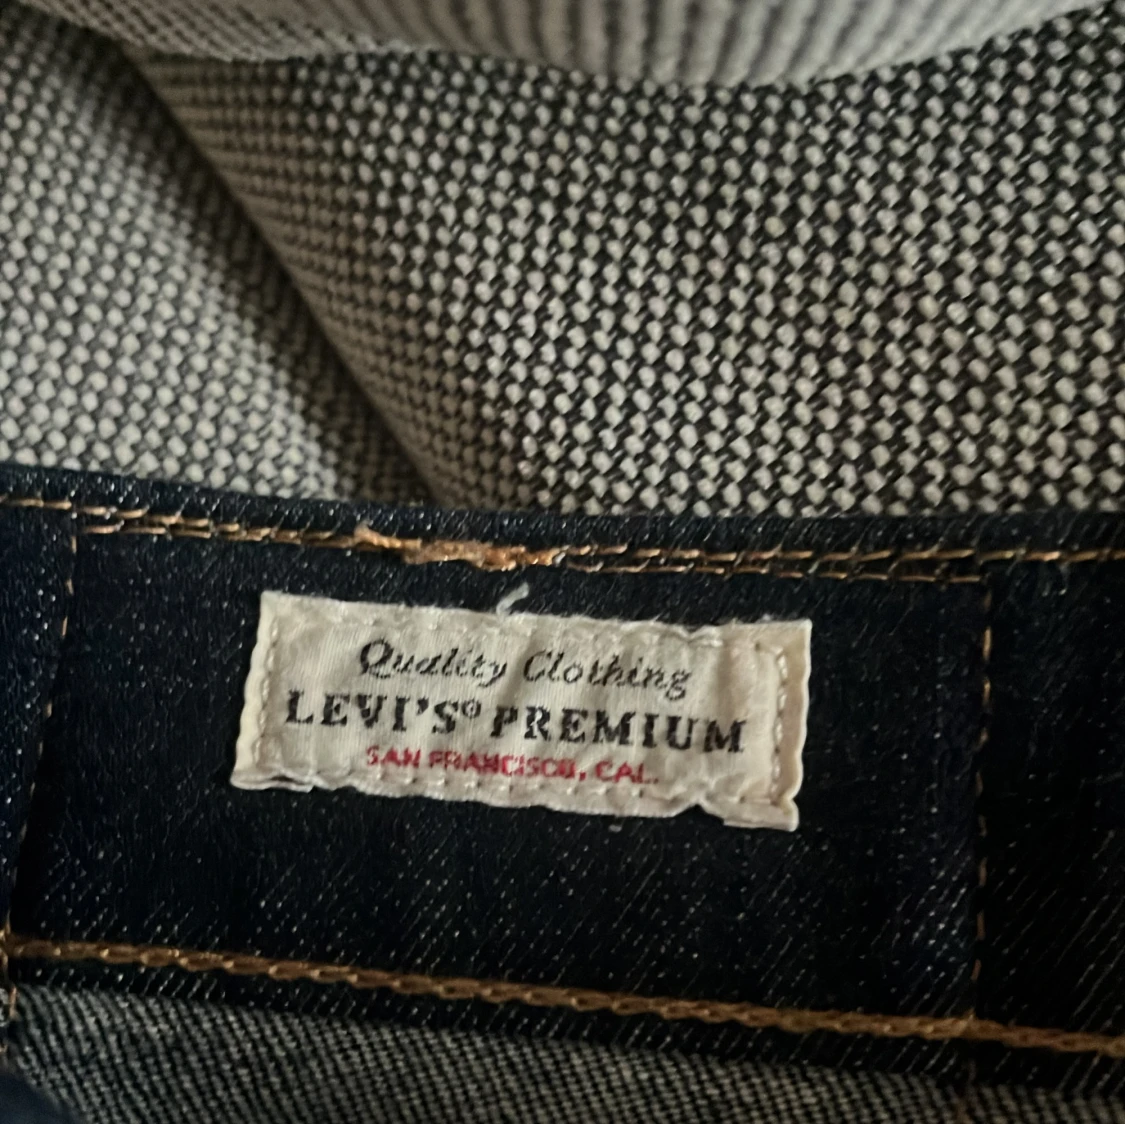 Quality Clothing
LEVI'S® PREMIUM
SAN FRANCISCO, CAL.